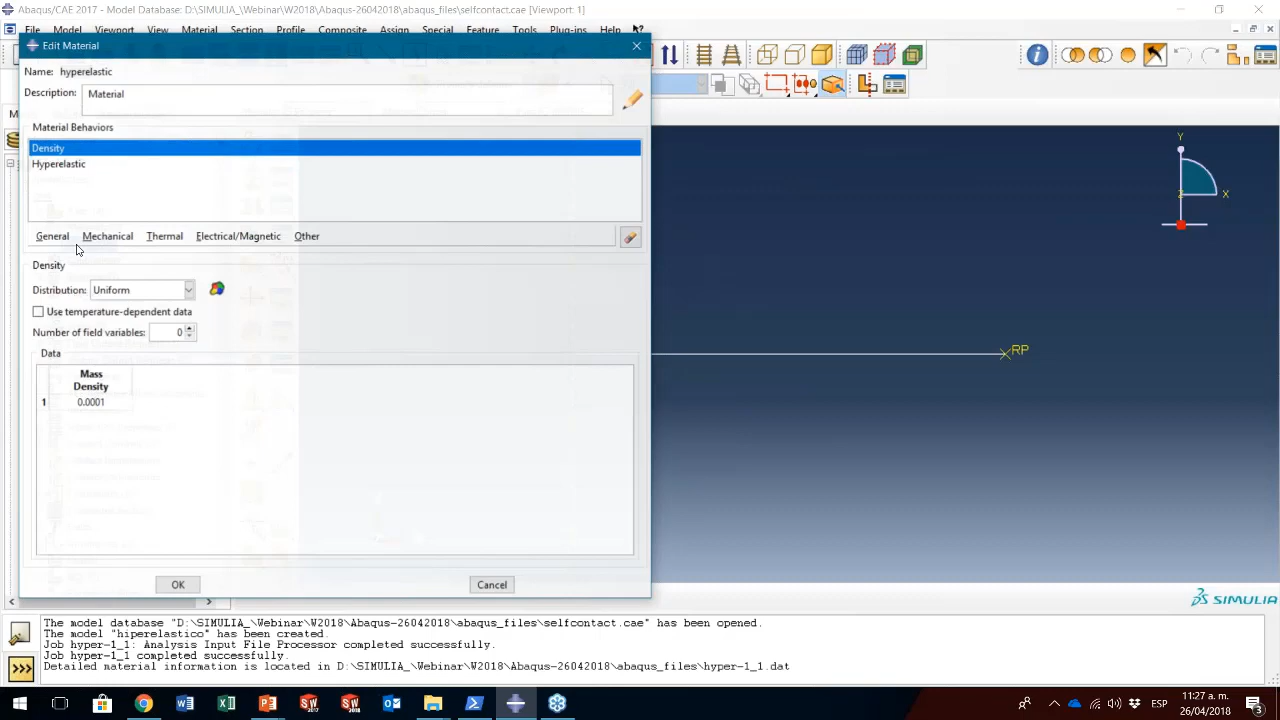 Abaqus/CAE 2017 - Model Database: D:\SIMULIA_\Webinar\W2018\Abaqus-26042018\abaqus_files\selfcontact.cae [Viewport: 1]
File Model Viewport View Material Section Profile Composite Assign Special Feature Tools Plug-ins Help
Edit Material
Name: hyperelastic
Description: Material
Material Behaviors
Density
Hyperelastic
General Mechanical Thermal Electrical/Magnetic Other
Density
Distribution: Uniform
Use temperature-dependent data
Number of field variables: 0
Data
Mass
Density
1 0.0001
OK Cancel
Y
Z X
RP
SIMULIA
The model database "D:\SIMULIA_\Webinar\W2018\Abaqus-26042018\abaqus_files\selfcontact.cae" has been opened.
The model "hiperelastico" has been created.
Job hyper-1_1: Analysis Input File Processor completed successfully.
Job hyper-1_1 completed successfully.
Detailed material information is located in D:\SIMULIA_\Webinar\W2018\Abaqus-26042018\abaqus_files\hyper-1_1.dat
>>>
11:27 a. m.
26/04/2018